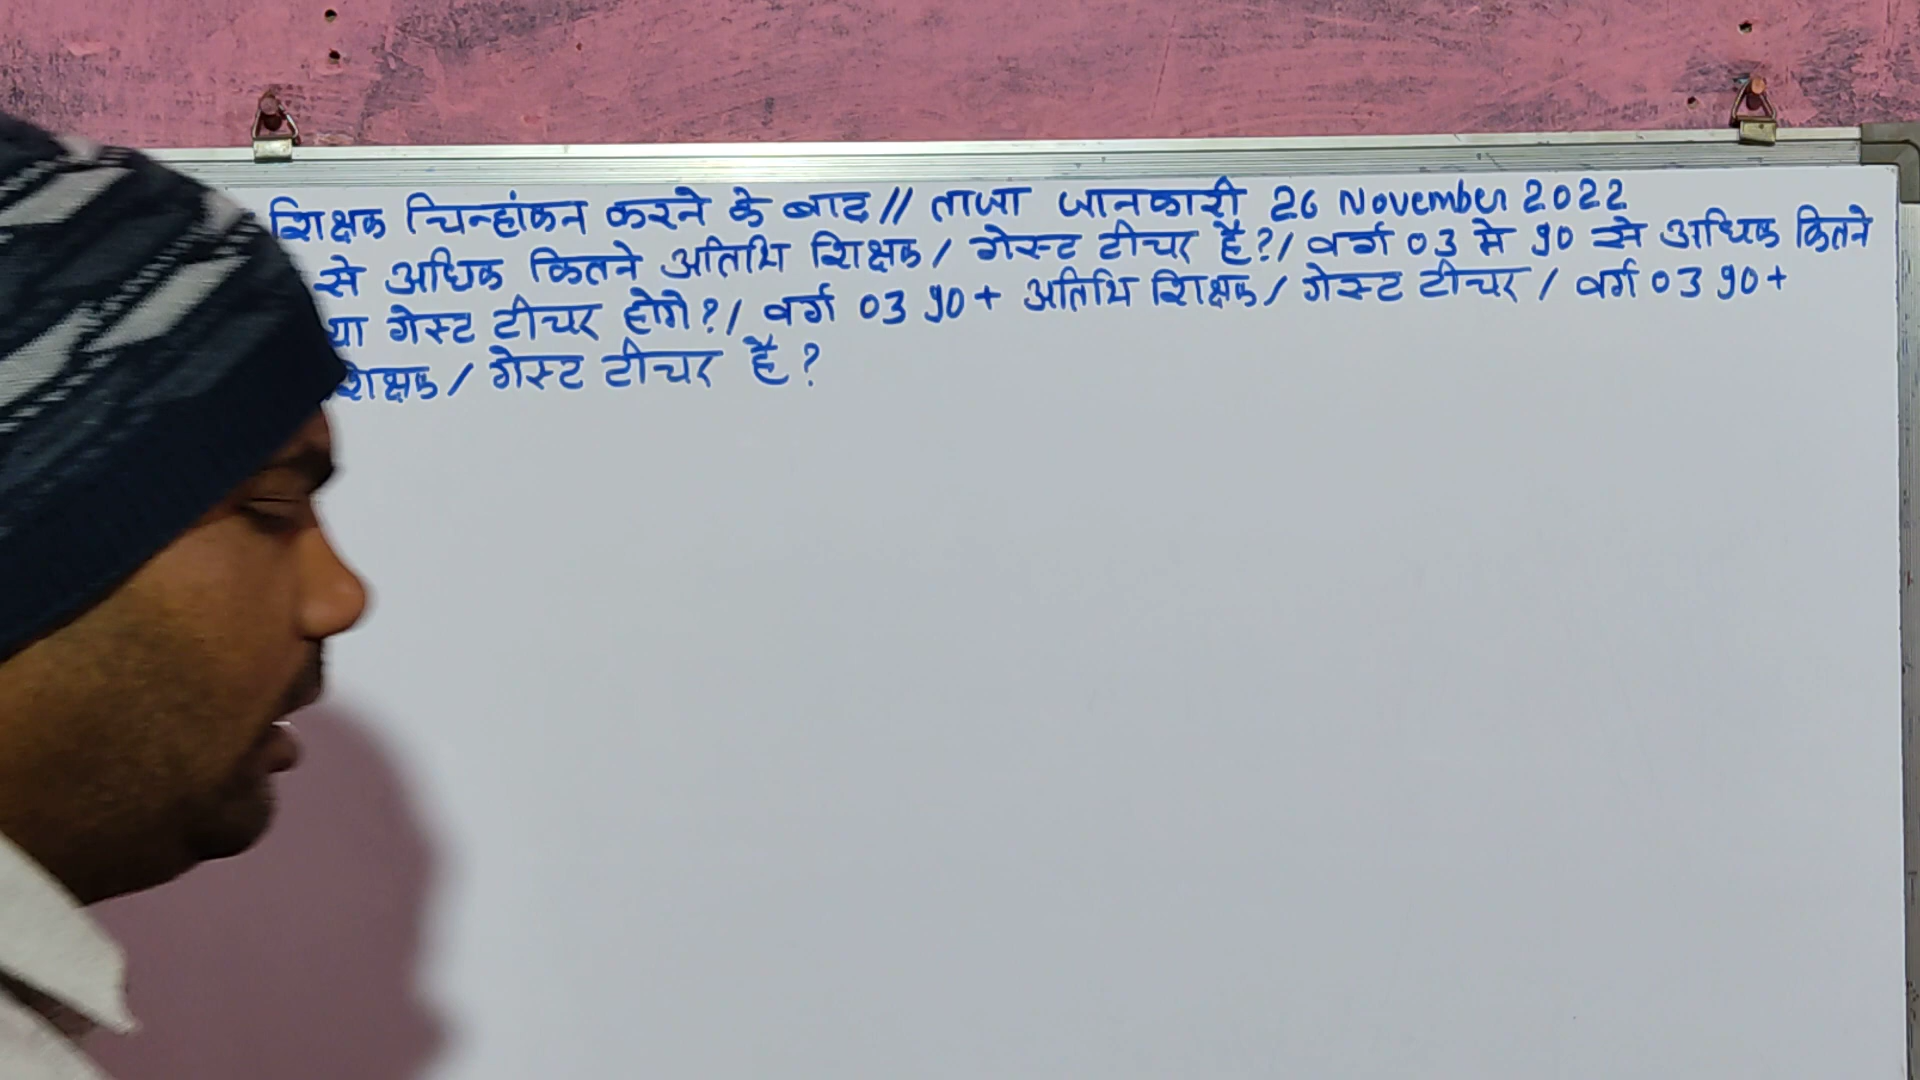 शिक्षक चिन्हांकन करने के बाद// ताजा जानकारी 26 November 2022
से अधिक कितने अतिथि शिक्षक/ गेस्ट टीचर है?/ वर्ग 03 मे 90 से अधिक कितने
या गेस्ट टीचर होगे?/ वर्ग 03 90+ अतिथि शिक्षक/ गेस्ट टीचर/ वर्ग 03 90+
शिक्षक/ गेस्ट टीचर है?